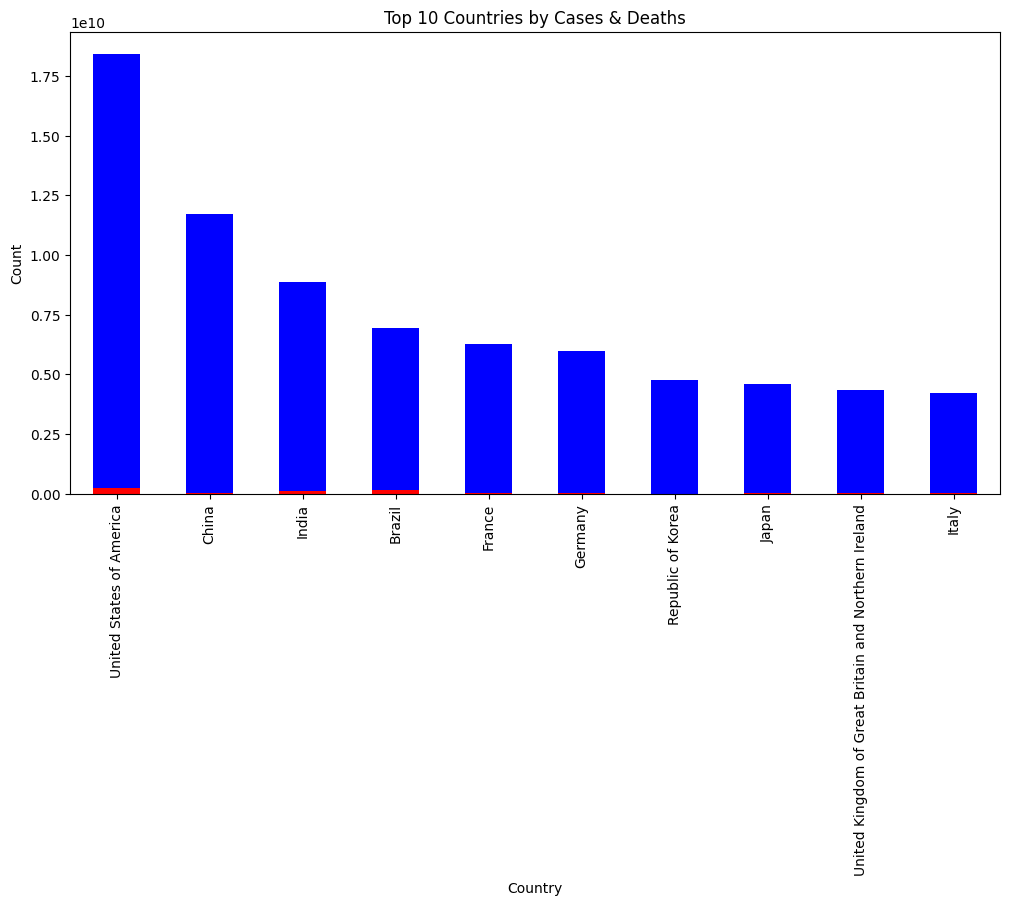 Top 10 Countries by Cases & Deaths
1e10
1.75
1.50
1.25
1.00
0.75
0.50
0.25
0.00
Count
United States of America
China
India
Brazil
France
Germany
Republic of Korea
Japan
United Kingdom of Great Britain and Northern Ireland
Italy
Country